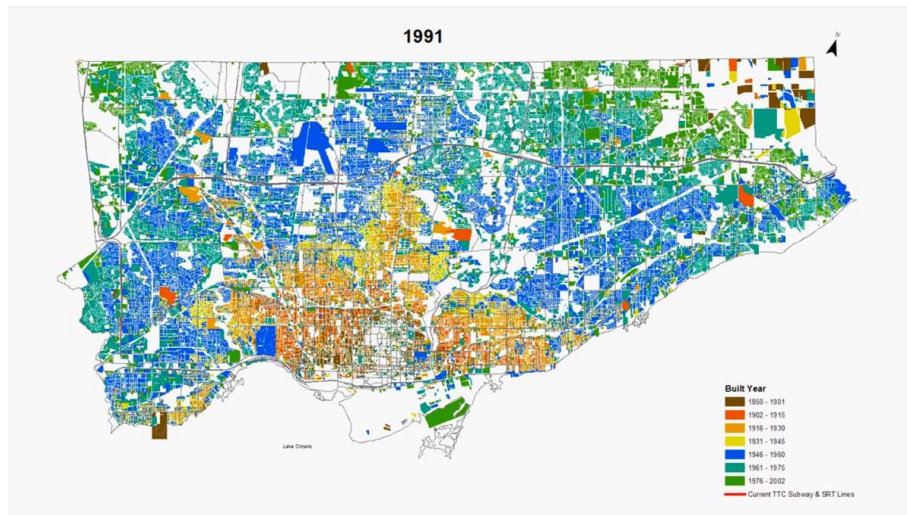 1991
N
Lake Ontario
Built Year
1850 - 1901
1902 - 1915
1916 - 1930
1931 - 1945
1946 - 1960
1961 - 1975
1976 - 2002
Current TTC Subway & SRT Lines